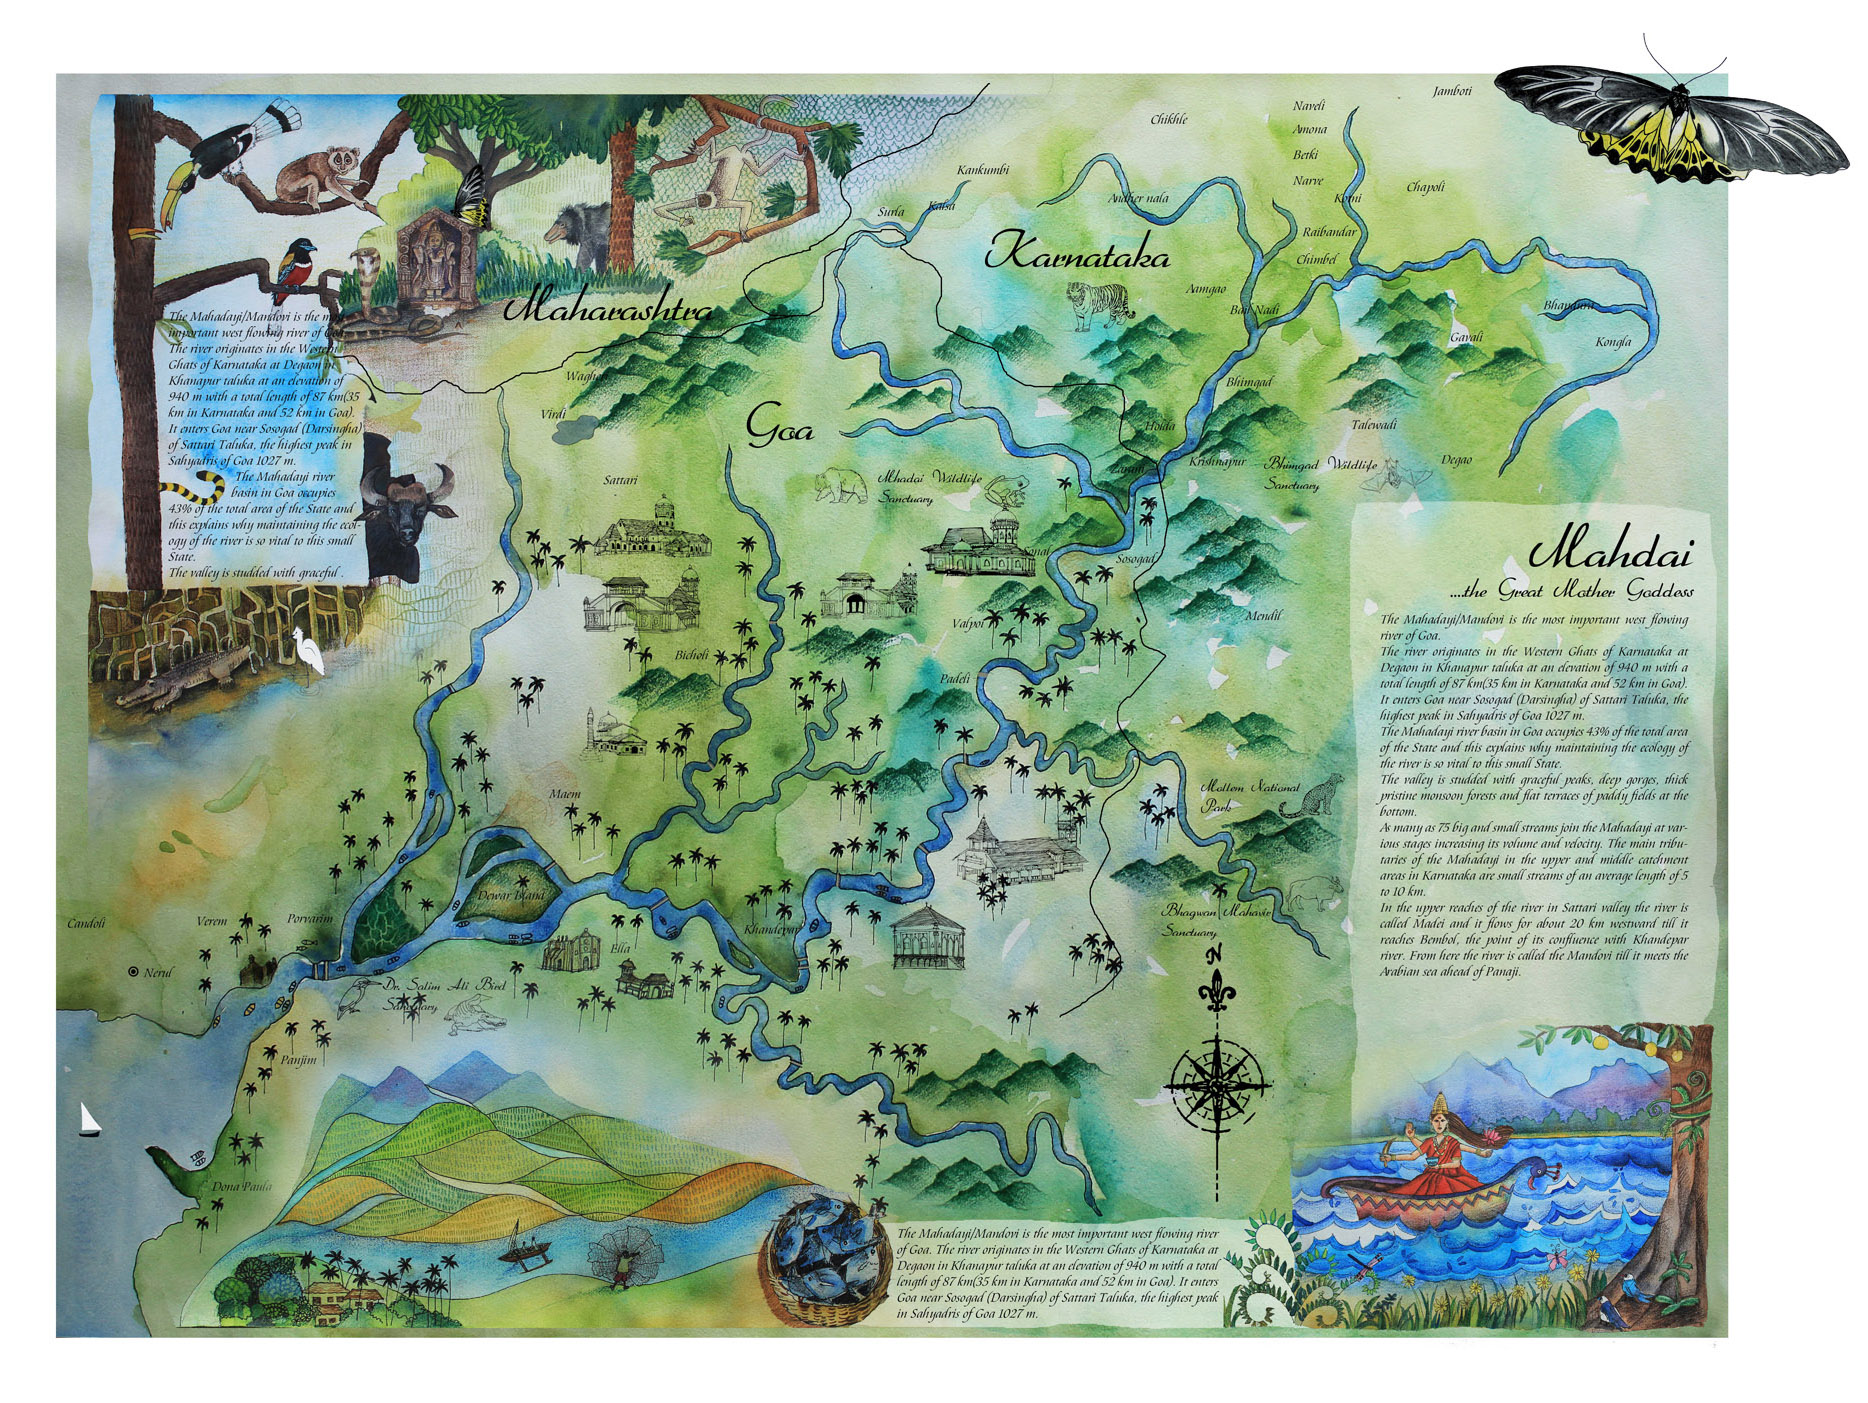 Jamboti
Naveli
Chikhle
Amona
Betki
Kankumbi
Narve
Chapoli
Andher nala
Kotni
Surla
Kalsa
Raibandar
Karnataka
Chimbel
Aamgao
Maharashtra
Bail Nadi
Bhandura
Gavali
Kongla
Waghe
Bhimgad
Virdi
Goa
Holda
Talewadi
Krishnapur
Degao
Bhimgad Wildlife
Sanctuary
Sattari
Mhadai Wildlife
Sanctuary
Sonal
Sosogad
Mendil
Valpoi
Bicholi
Padeli
Mollem National
Park
Maem
Dewar Island
Bhagwan Mahavir
Sanctuary
Candoli
Verem
Porvarim
Khandepar
Ella
Nerul
Dr. Salim Ali Bird
Sanctuary
Panjim
Dona Paula
N
The Mahadayi/Mandovi is the most
important west flowing river of Goa.
The river originates in the Western
Ghats of Karnataka at Degaon in
Khanapur taluka at an elevation of
940 m with a total length of 87 km(35
km in Karnataka and 52 km in Goa).
It enters Goa near Sosogad (Darsingha)
of Sattari Taluka, the highest peak in
Sahyadris of Goa 1027 m.
The Mahadayi river
basin in Goa occupies
43% of the total area of the State and
this explains why maintaining the ecol-
ogy of the river is so vital to this small
State.
The valley is studded with graceful .
Mahdai
....the Great Mother Goddess
The Mahadayi/Mandovi is the most important west flowing
river of Goa.
The river originates in the Western Ghats of Karnataka at
Degaon in Khanapur taluka at an elevation of 940 m with a
total length of 87 km(35 km in Karnataka and 52 km in Goa).
It enters Goa near Sosogad (Darsingha) of Sattari Taluka, the
highest peak in Sahyadris of Goa 1027 m.
The Mahadayi river basin in Goa occupies 43% of the total area
of the State and this explains why maintaining the ecology of
the river is so vital to this small State.
The valley is studded with graceful peaks, deep gorges, thick
pristine monsoon forests and flat terraces of paddy fields at the
bottom.
As many as 75 big and small streams join the Mahadayi at var-
ious stages increasing its volume and velocity. The main tribu-
taries of the Mahadayi in the upper and middle catchment
areas in Karnataka are small streams of an average length of 5
to 10 km.
In the upper reaches of the river in Sattari valley the river is
called Madei and it flows for about 20 km westward till it
reaches Bembol, the point of its confluence with Khandepar
river. From here the river is called the Mandovi till it meets the
Arabian sea ahead of Panaji.
The Mahadayi/Mandovi is the most important west flowing river
of Goa. The river originates in the Western Ghats of Karnataka at
Degaon in Khanapur taluka at an elevation of 940 m with a total
length of 87 km(35 km in Karnataka and 52 km in Goa). It enters
Goa near Sosogad (Darsingha) of Sattari Taluka, the highest peak
in Sahyadris of Goa 1027 m.